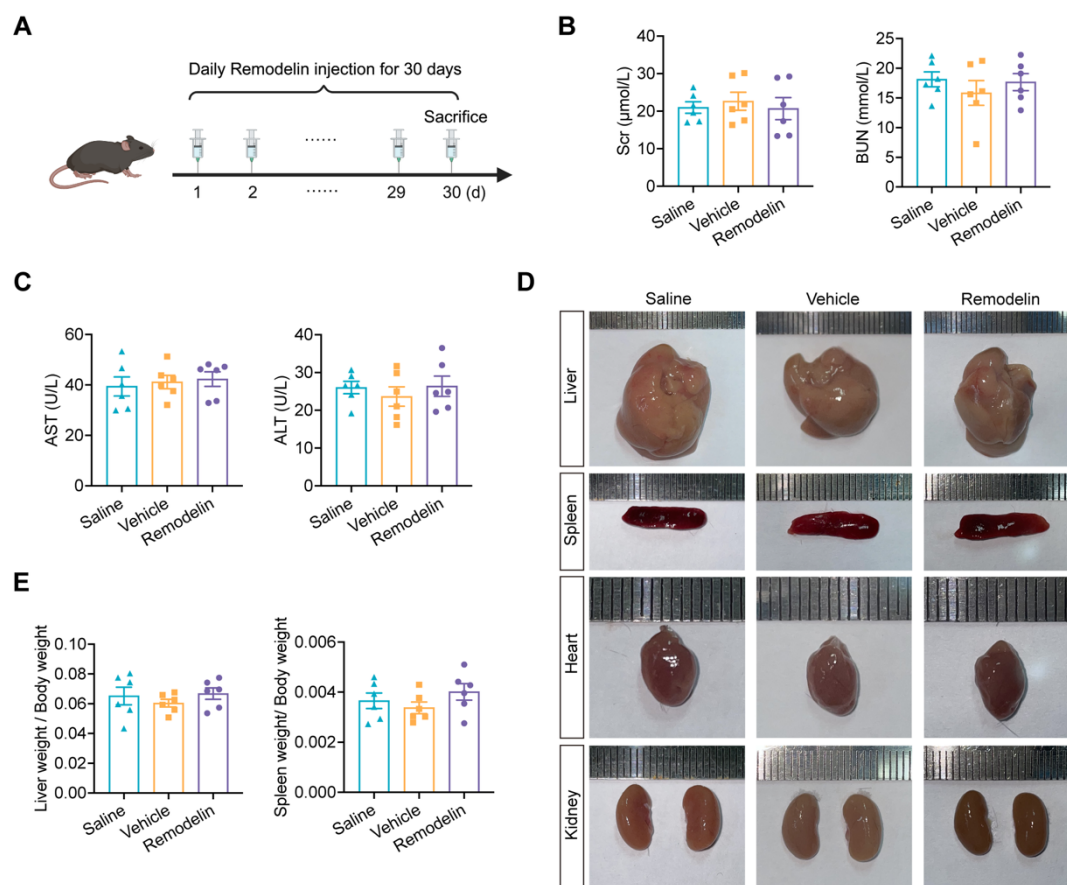 A
Daily Remodelin injection for 30 days
Sacrifice
......
1 2 ...... 29 30 (d)
B
Scr (μmol/L)
40
30
20
10
0
Saline
Vehicle
Remodelin
BUN (mmol/L)
25
20
15
10
5
0
Saline
Vehicle
Remodelin
C
AST (U/L)
60
40
20
0
Saline
Vehicle
Remodelin
ALT (U/L)
40
30
20
10
0
Saline
Vehicle
Remodelin
D
Saline Vehicle Remodelin
Liver
Spleen
Heart
Kidney
E
Liver weight / Body weight
0.10
0.08
0.06
0.04
0.02
0.00
Saline
Vehicle
Remodelin
Spleen weight/ Body weight
0.006
0.004
0.002
0.000
Saline
Vehicle
Remodelin